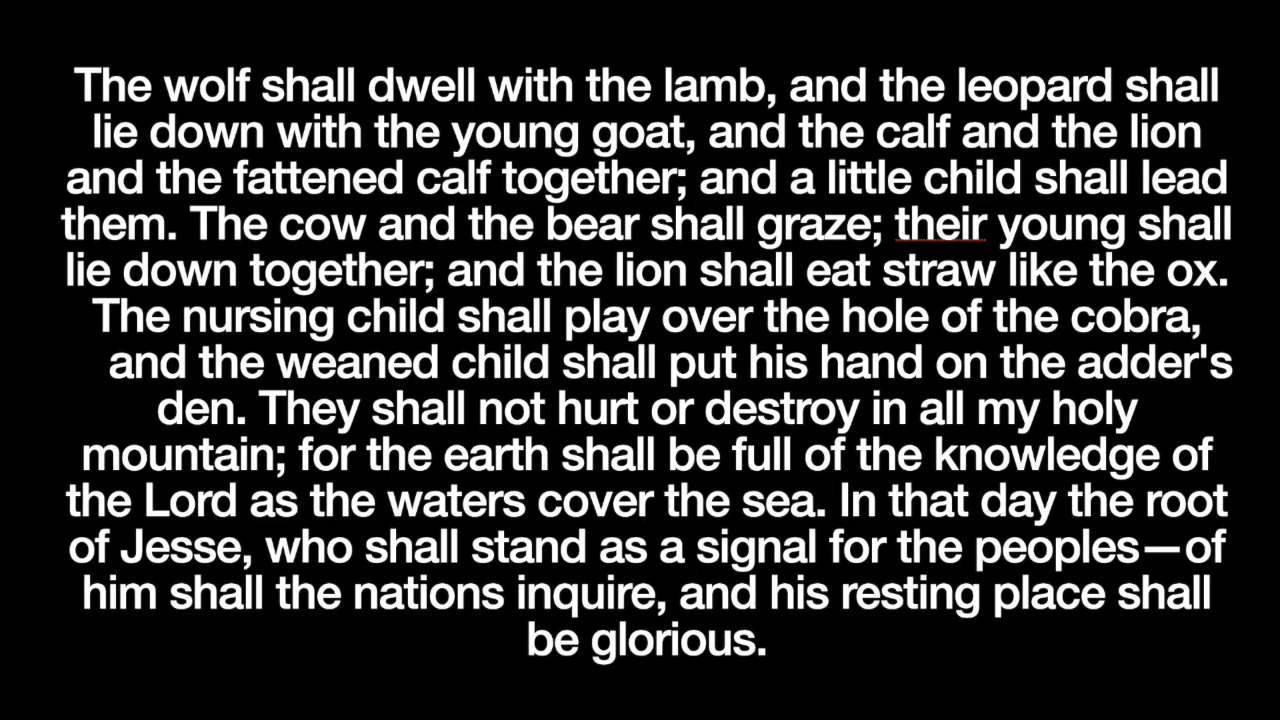 The wolf shall dwell with the lamb, and the leopard shall
lie down with the young goat, and the calf and the lion
and the fattened calf together; and a little child shall lead
them. The cow and the bear shall graze; their young shall
lie down together; and the lion shall eat straw like the ox.
The nursing child shall play over the hole of the cobra,
and the weaned child shall put his hand on the adder's
den. They shall not hurt or destroy in all my holy
mountain; for the earth shall be full of the knowledge of
the Lord as the waters cover the sea. In that day the root
of Jesse, who shall stand as a signal for the peoples—of
him shall the nations inquire, and his resting place shall
be glorious.